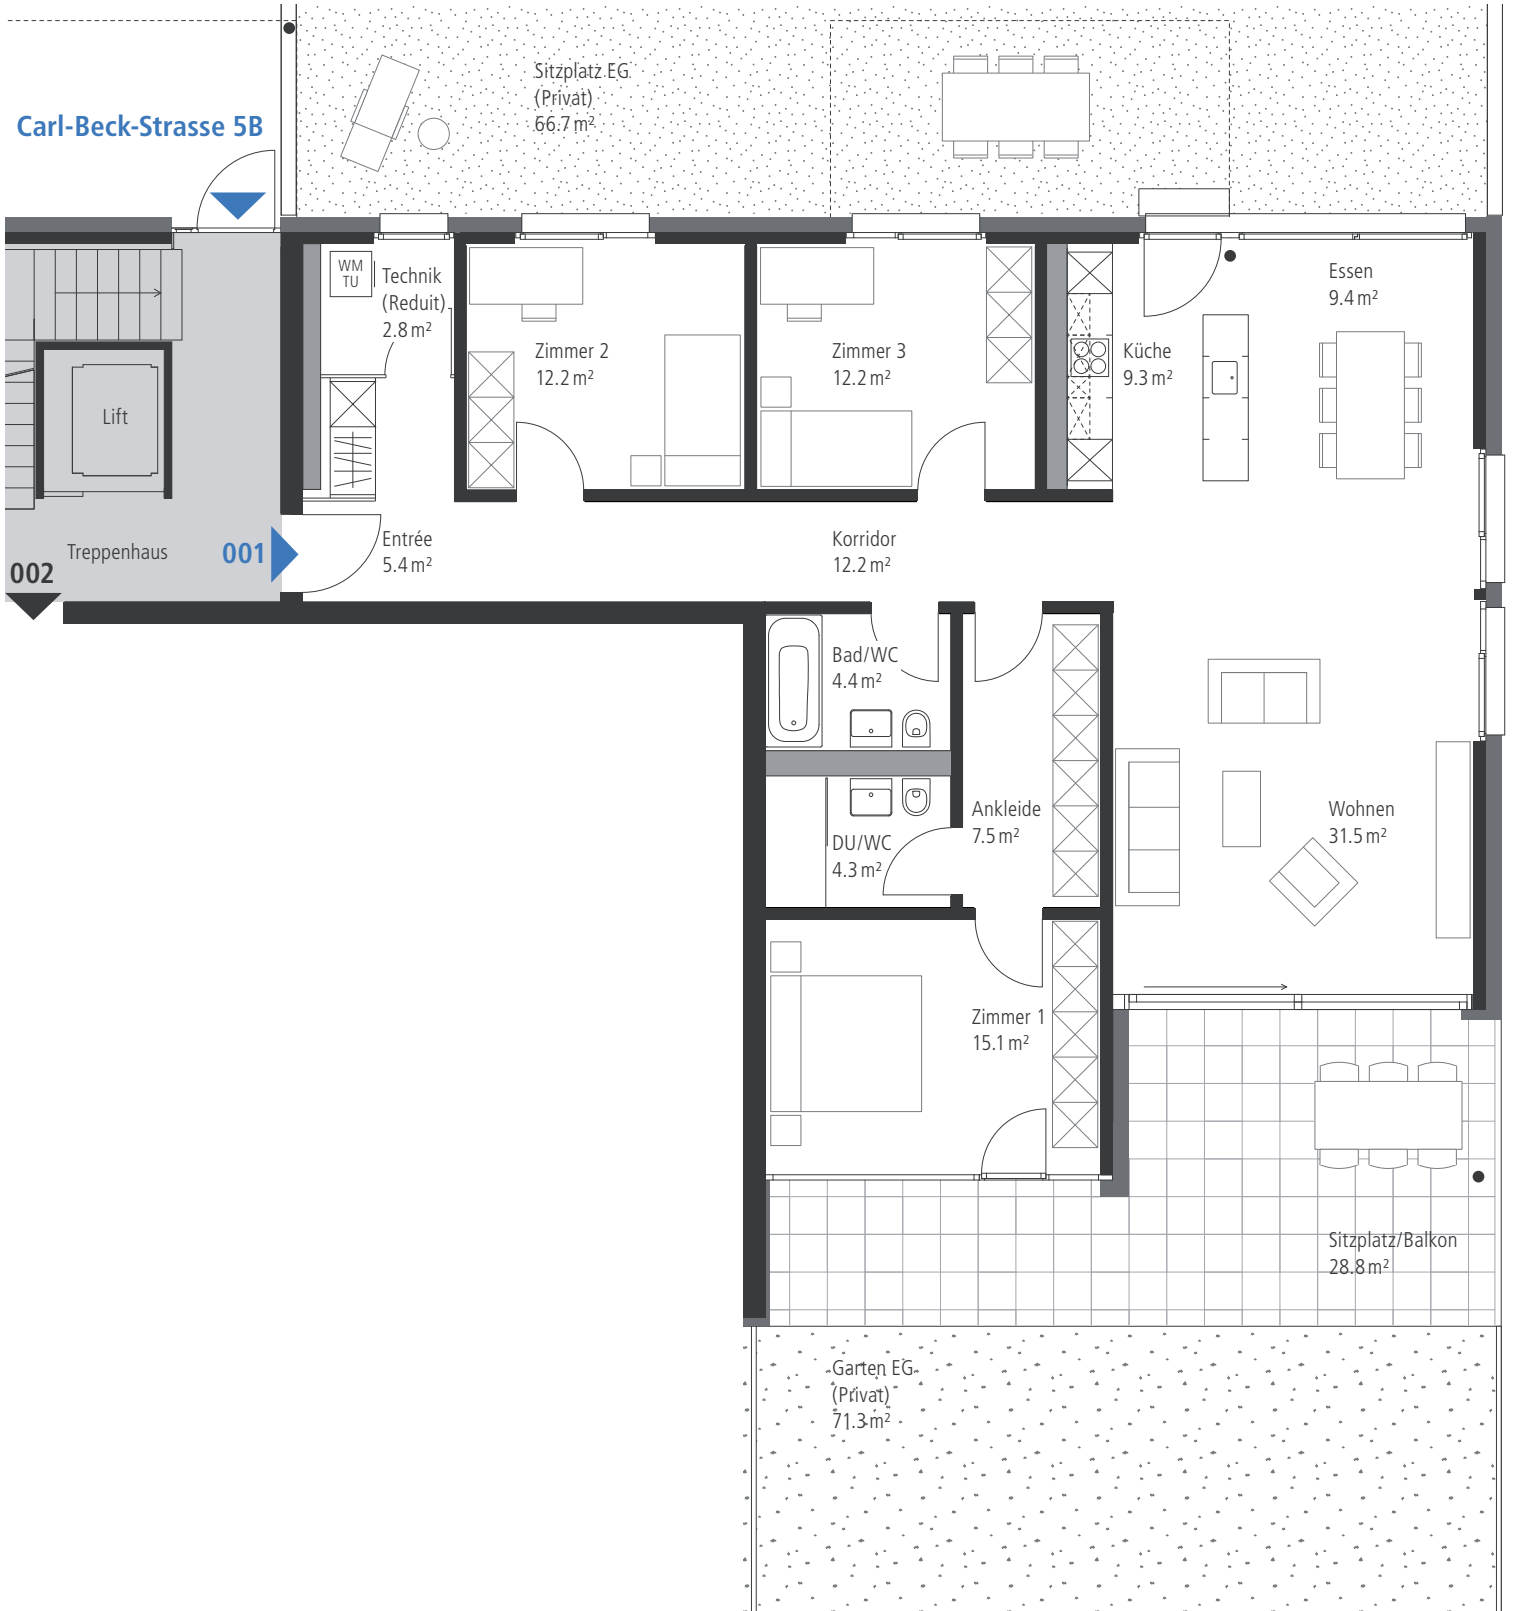 Sitzplatz EG
(Privat)
66.7 m²
Carl-Beck-Strasse 5B
WM
TU
Technik
(Reduit)
2.8 m²
Zimmer 2
12.2 m²
Zimmer 3
12.2 m²
Küche
9.3 m²
Essen
9.4 m²
Lift
Treppenhaus
001
002
Entrée
5.4 m²
Korridor
12.2 m²
Bad/WC
4.4 m²
DU/WC
4.3 m²
Ankleide
7.5 m²
Wohnen
31.5 m²
Zimmer 1
15.1 m²
Sitzplatz/Balkon
28.8 m²
Garten EG
(Privat)
71.3 m²